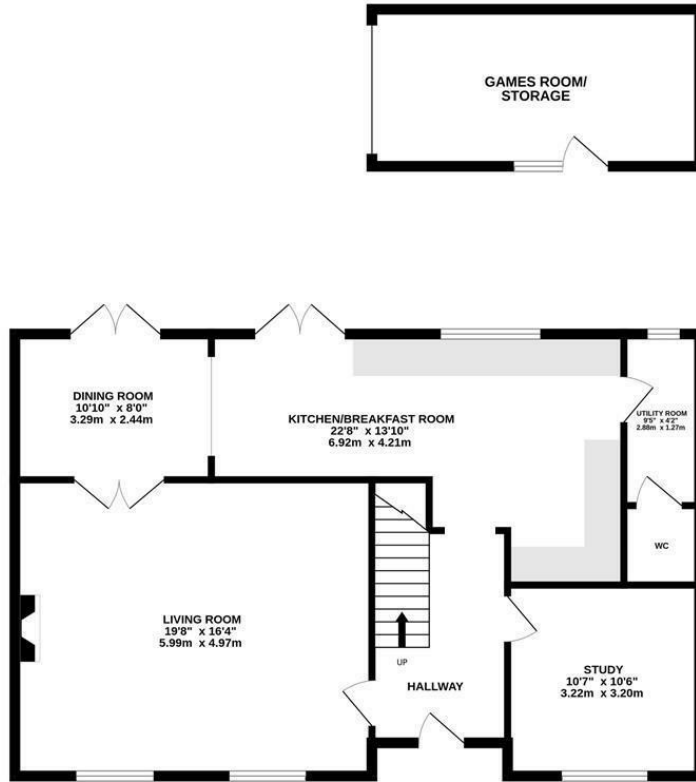 GAMES ROOM/
STORAGE
DINING ROOM
10'10" x 8'0"
3.29m x 2.44m
KITCHEN/BREAKFAST ROOM
22'8" x 13'10"
6.92m x 4.21m
UTILITY ROOM
9'5" x 4'2"
2.88m x 1.27m
WC
LIVING ROOM
19'8" x 16'4"
5.99m x 4.97m
UP
HALLWAY
STUDY
10'7" x 10'6"
3.22m x 3.20m